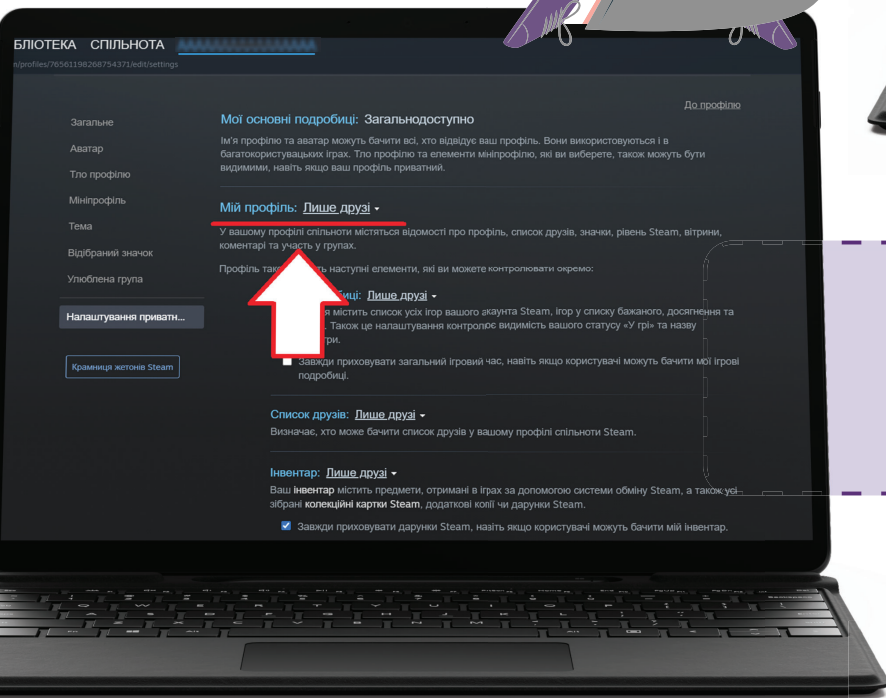 БЛІОТЕКА СПІЛЬНОТА
n/profiles/76561198268754371/edit/settings
До профілю
Загальне
Аватар
Тло профілю
Мініпрофіль
Тема
Відібраний значок
Улюблена група
Налаштування приватн...
Крамниця жетонів Steam
Мої основні подробиці: Загальнодоступно
Ім'я профілю та аватар можуть бачити всі, хто відвідує ваш профіль. Вони використовуються і в
багатокористувацьких іграх. Тло профілю та елементи мініпрофілю, які ви виберете, також можуть бути
видимими, навіть якщо ваш профіль приватний.
Мій профіль: Лише друзі
У вашому профілі спільноти містяться відомості про профіль, список друзів, значки, рівень Steam, вітрини,
коментарі та участь у групах.
Профіль наступні елементи, які ви можете контролювати окремо:
Лише друзі
містить список усіх ігор вашого акаунта Steam, ігор у списку бажаного, досягнення та
Також це налаштування контролює видимість вашого статусу «У грі» та назву
Завжди приховувати загальний ігровий час, навіть якщо користувачі можуть бачити мої ігрові
подробиці.
Список друзів: Лише друзі
Визначає, хто може бачити список друзів у вашому профілі спільноти Steam.
Інвентар: Лише друзі
Ваш інвентар містить предмети, отримані в іграх за допомогою системи обміну Steam, а також усі
зібрані колекційні картки Steam, додаткові копії чи дарунки Steam.
Завжди приховувати дарунки Steam, навіть якщо користувачі можуть бачити мій інвентар.